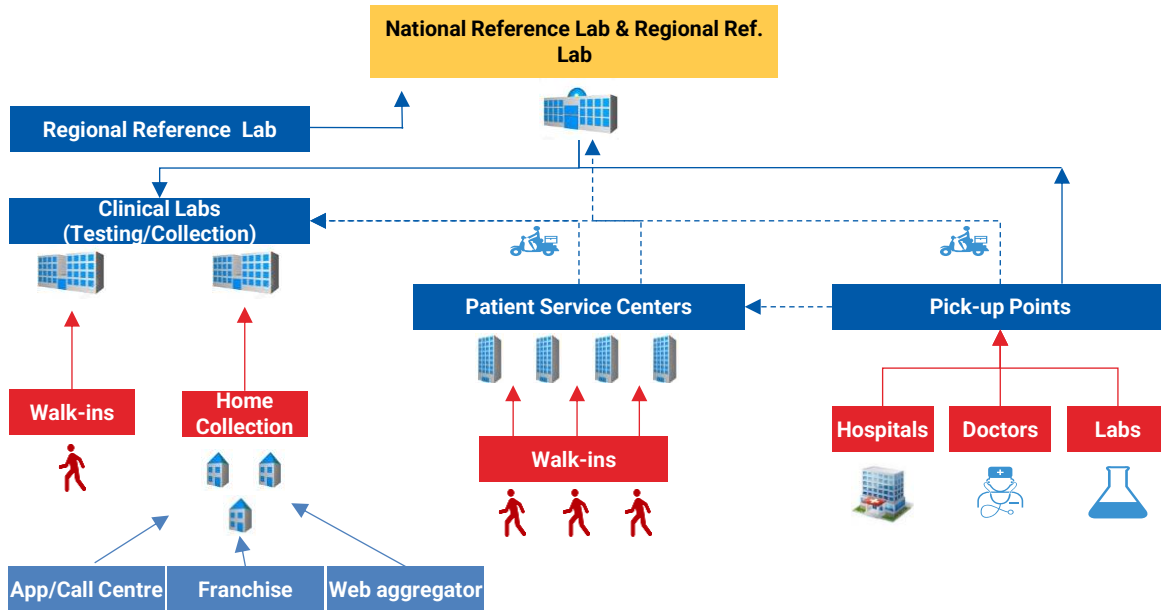 National Reference Lab & Regional Ref.
Lab
Regional Reference Lab
Clinical Labs
(Testing/Collection)
Patient Service Centers
Pick-up Points
Walk-ins
Home
Collection
Hospitals
Doctors
Labs
Walk-ins
App/Call Centre
Franchise
Web aggregator